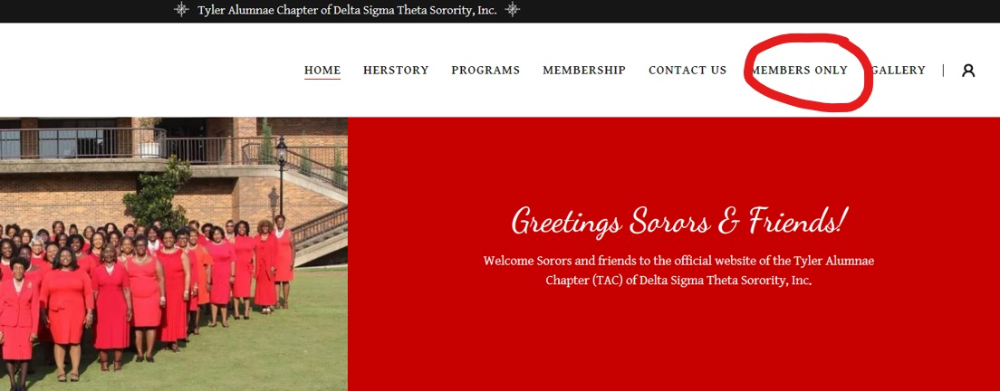 Tyler Alumnae Chapter of Delta Sigma Theta Sorority, Inc.
HOME HERSTORY PROGRAMS MEMBERSHIP CONTACT US MEMBERS ONLY GALLERY
Greetings Sorors & Friends!
Welcome Sorors and friends to the official website of the Tyler Alumnae
Chapter (TAC) of Delta Sigma Theta Sorority, Inc.